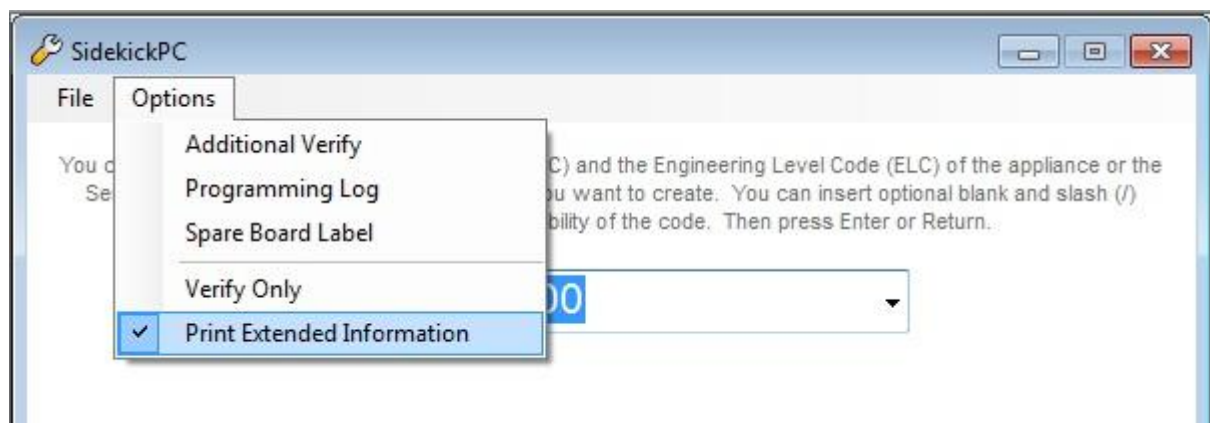 SidekickPC
File Options
Additional Verify
Programming Log
Spare Board Label
Verify Only
Print Extended Information
You C) and the Engineering Level Code (ELC) of the appliance or the
want to create. You can insert optional blank and slash (/)
of the code. Then press Enter or Return.
00